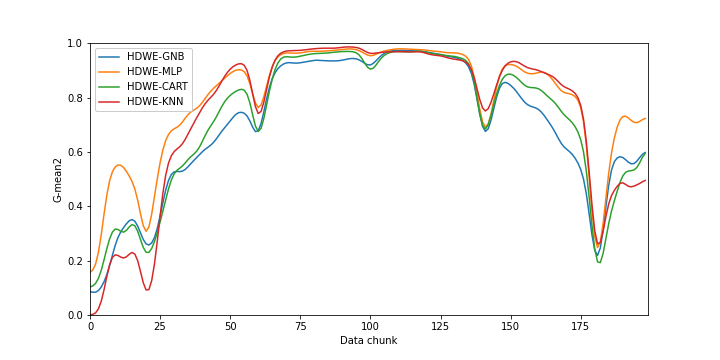 1.0
0.8
0.6
0.4
0.2
0.0
G-mean2
HDWE-GNB
HDWE-MLP
HDWE-CART
HDWE-KNN
0 25 50 75 100 125 150 175
Data chunk